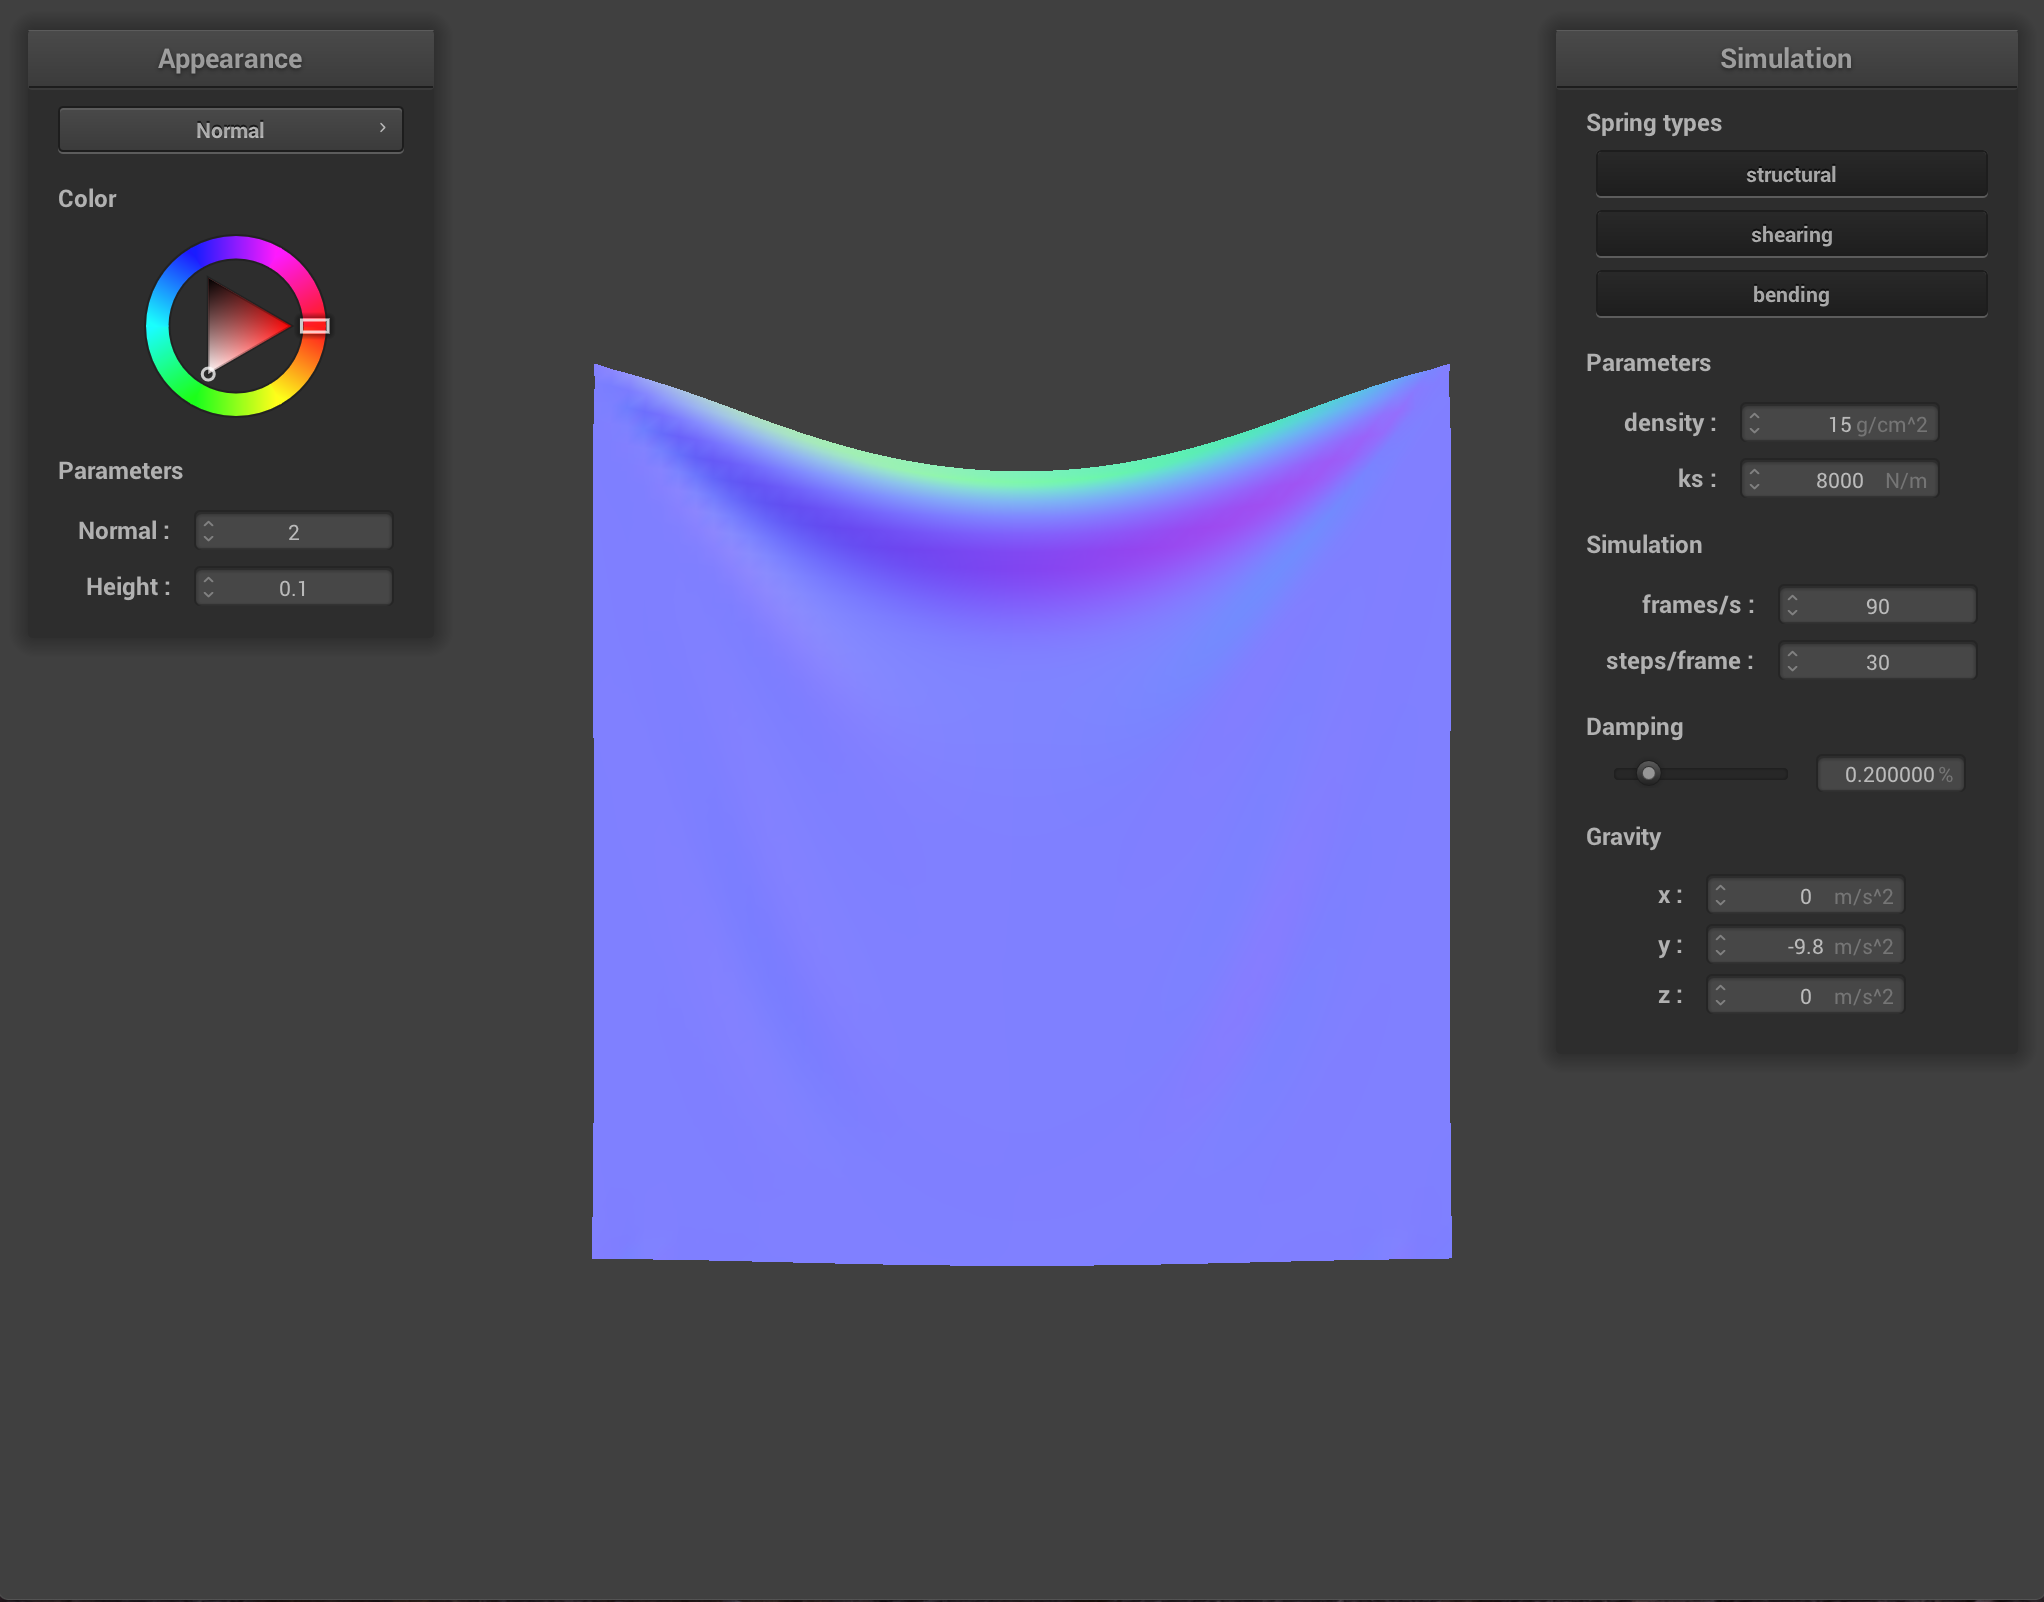 Appearance
Normal
Color
Parameters
Normal : 2
Height : 0.1
Simulation
Spring types
structural
shearing
bending
Parameters
density : 15 g/cm^2
ks : 8000 N/m
Simulation
frames/s : 90
steps/frame : 30
Damping
0.200000 %
Gravity
x : 0 m/s^2
y : -9.8 m/s^2
z : 0 m/s^2